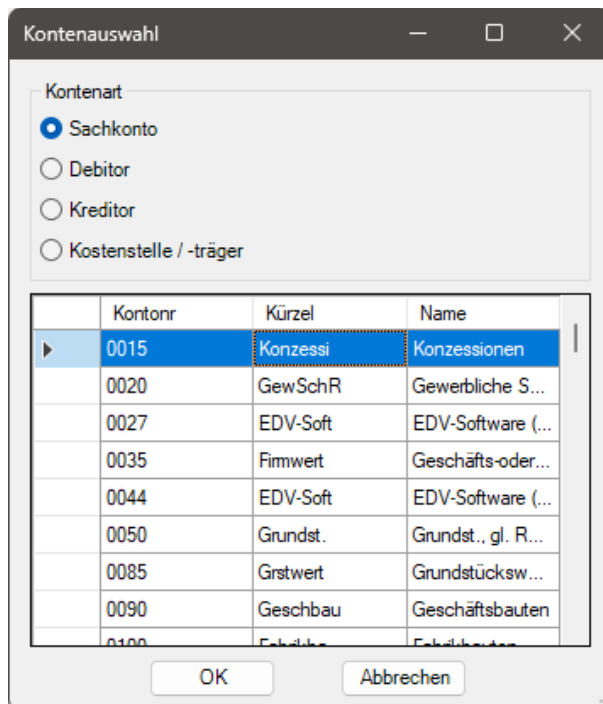 Kontenauswahl
Kontenart
Sachkonto
Debitor
Kreditor
Kostenstelle / -träger
Kontonr Kürzel Name
0015 Konzessi Konzessionen
0020 GewSchR Gewerbliche S...
0027 EDV-Soft EDV-Software (...
0035 Firmwert Geschäfts-oder...
0044 EDV-Soft EDV-Software (...
0050 Grundst. Grundst., gl. R...
0085 Grstwert Grundstücksw...
0090 Geschbau Geschäftsbauten
OK Abbrechen